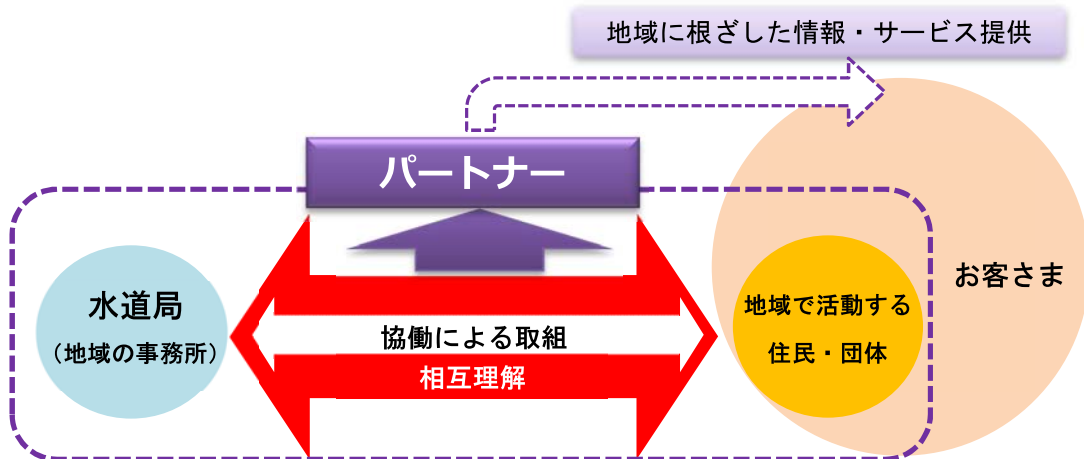 地域に根ざした情報・サービス提供
パートナー
水道局
（地域の事務所）
協働による取組
相互理解
地域で活動する
住民・団体
お客さま